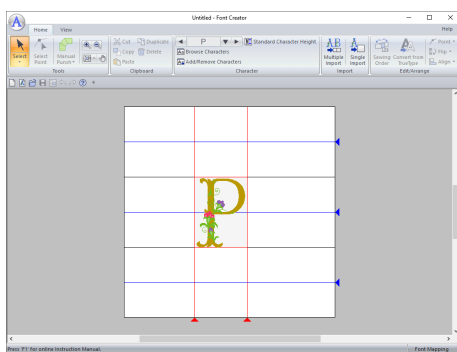 Untitled - Font Creator
A
Home View Help
Select
Select Point
Manual Punch
Tools
Cut Duplicate
Copy Delete
Paste
Clipboard
P Standard Character Height
Browse Characters
Add/Remove Characters
Character
Multiple Import
Single Import
Import
Sewing Order
Convert from TrueType
Point
Flip
Align
Edit/Arrange
P
Press 'F1' for online Instruction Manual. Font Mapping